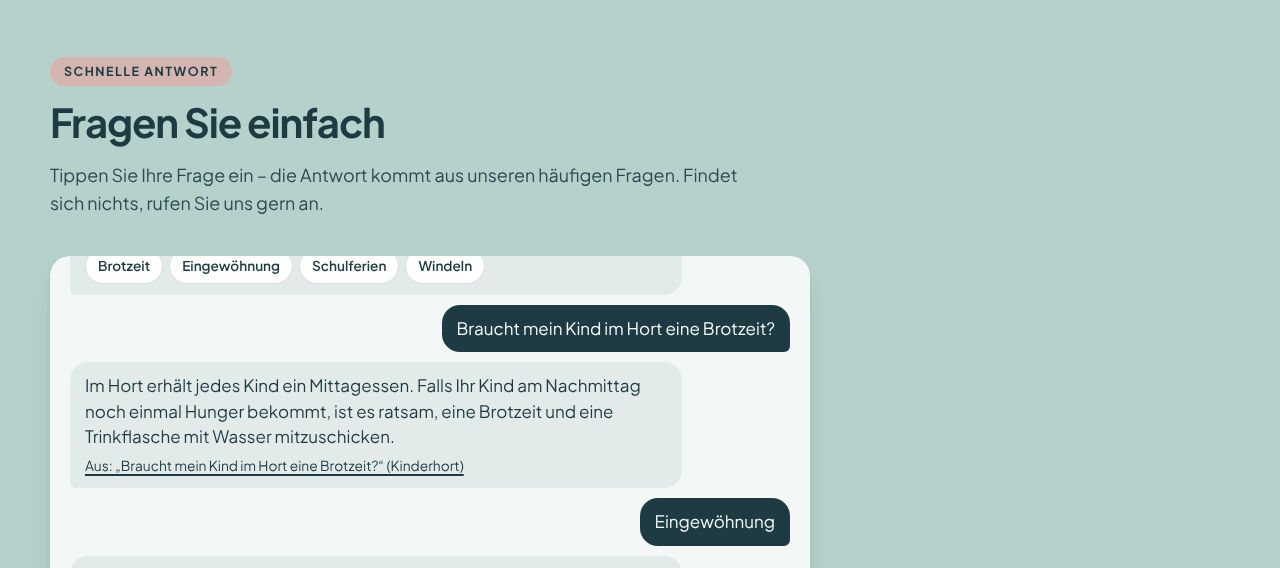 SCHNELLE ANTWORT
Fragen Sie einfach
Tippen Sie Ihre Frage ein – die Antwort kommt aus unseren häufigen Fragen. Findet
sich nichts, rufen Sie uns gern an.
Brotzeit Eingewöhnung Schulferien Windeln
Braucht mein Kind im Hort eine Brotzeit?
Im Hort erhält jedes Kind ein Mittagessen. Falls Ihr Kind am Nachmittag
noch einmal Hunger bekommt, ist es ratsam, eine Brotzeit und eine
Trinkflasche mit Wasser mitzuschicken.
Aus: „Braucht mein Kind im Hort eine Brotzeit?“ (Kinderhort)
Eingewöhnung